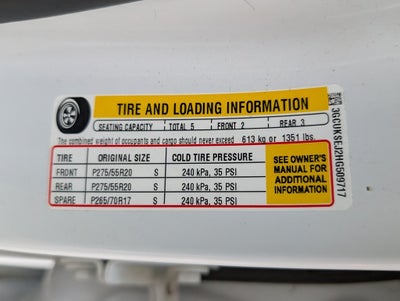 TIRE AND LOADING INFORMATION
SEATING CAPACITY TOTAL 5 FRONT 2 REAR 3
The combined weight of occupants and cargo should never exceed 613 kg or 1351 lbs.
TIRE ORIGINAL SIZE COLD TIRE PRESSURE
FRONT P275/55R20 S 240 kPa, 35 PSI
REAR P275/55R20 S 240 kPa, 35 PSI
SPARE P265/70R17 S 240 kPa, 35 PSI
SEE OWNER'S
MANUAL FOR
ADDITIONAL
INFORMATION
3GCUKSEJ2HG509717